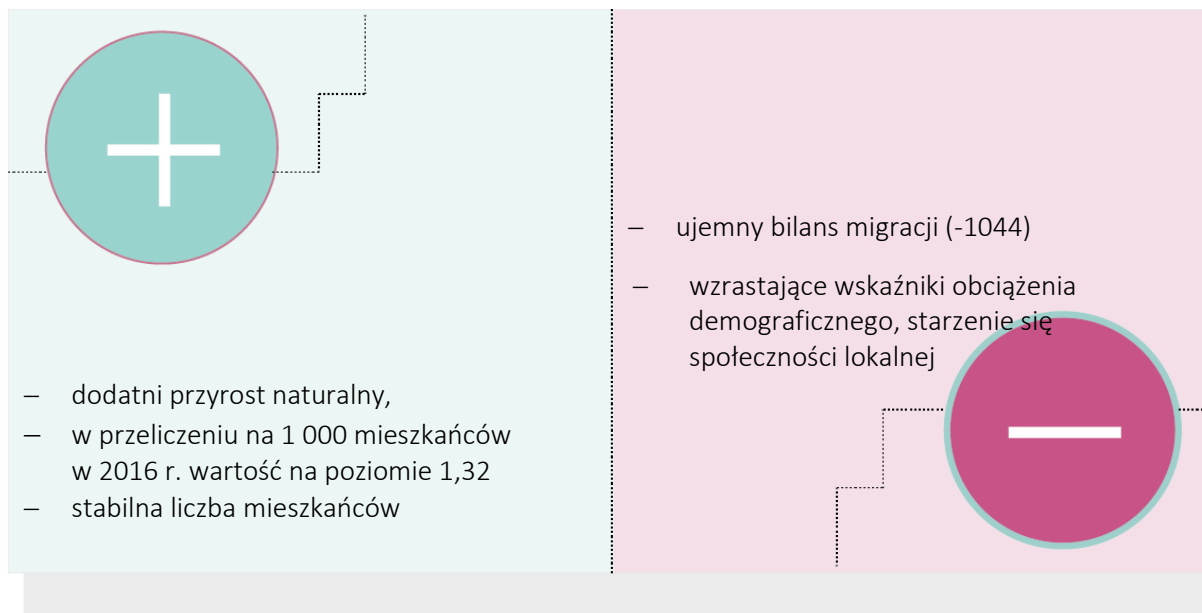 – dodatni przyrost naturalny,
– w przeliczeniu na 1 000 mieszkańców
w 2016 r. wartość na poziomie 1,32
– stabilna liczba mieszkańców
– ujemny bilans migracji (-1044)
– wzrastające wskaźniki obciążenia
demograficznego, starzenie się
społeczności lokalnej